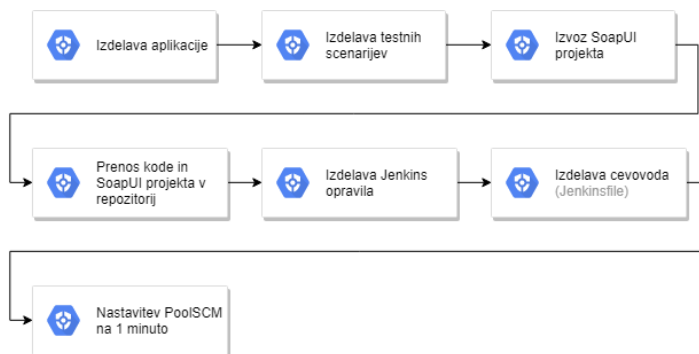 Izdelava aplikacije
Izdelava testnih
scenarijev
Izvoz SoapUI
projekta
Prenos kode in
SoapUI projekta v
repozitorij
Izdelava Jenkins
opravila
Izdelava cevovoda
(Jenkinsfile)
Nastavitev PoolSCM
na 1 minuto